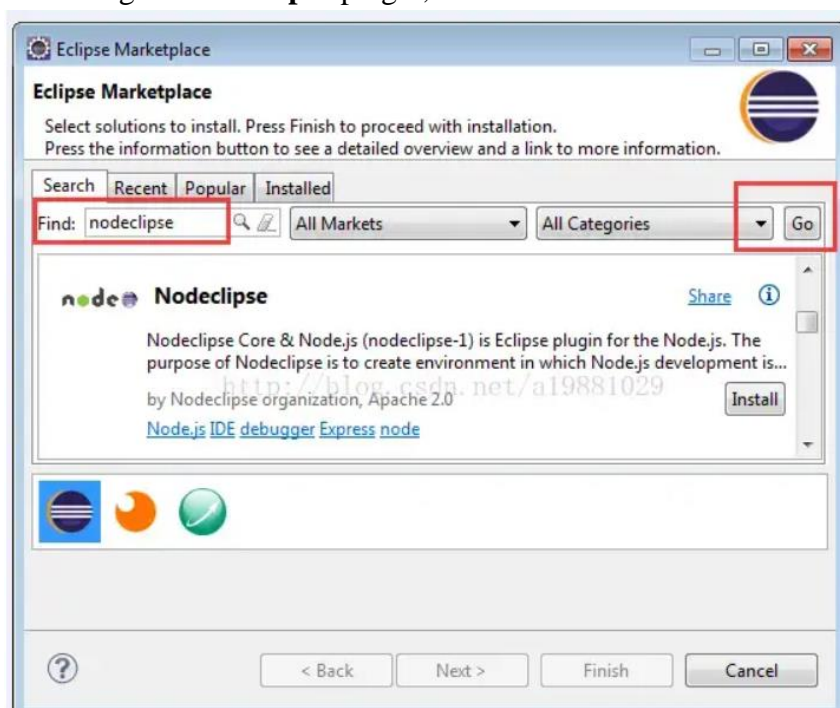 Eclipse Marketplace
Eclipse Marketplace
Select solutions to install. Press Finish to proceed with installation.
Press the information button to see a detailed overview and a link to more information.
Search Recent Popular Installed
Find: nodeclipse All Markets All Categories Go
node Nodeclipse Share
Nodeclipse Core & Node.js (nodeclipse-1) is Eclipse plugin for the Node.js. The
purpose of Nodeclipse is to create environment in which Node.js development is...
http://blog.csdn.net/a19881029
by Nodeclipse organization, Apache 2.0 Install
Node.js IDE debugger Express node
< Back Next > Finish Cancel